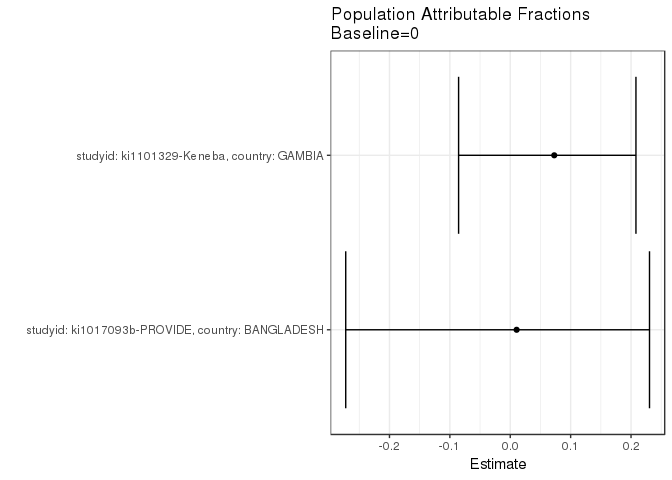 Population Attributable Fractions
Baseline=0
studyid: ki1101329-Keneba, country: GAMBIA
studyid: ki1017093b-PROVIDE, country: BANGLADESH
-0.2 -0.1 0.0 0.1 0.2
Estimate